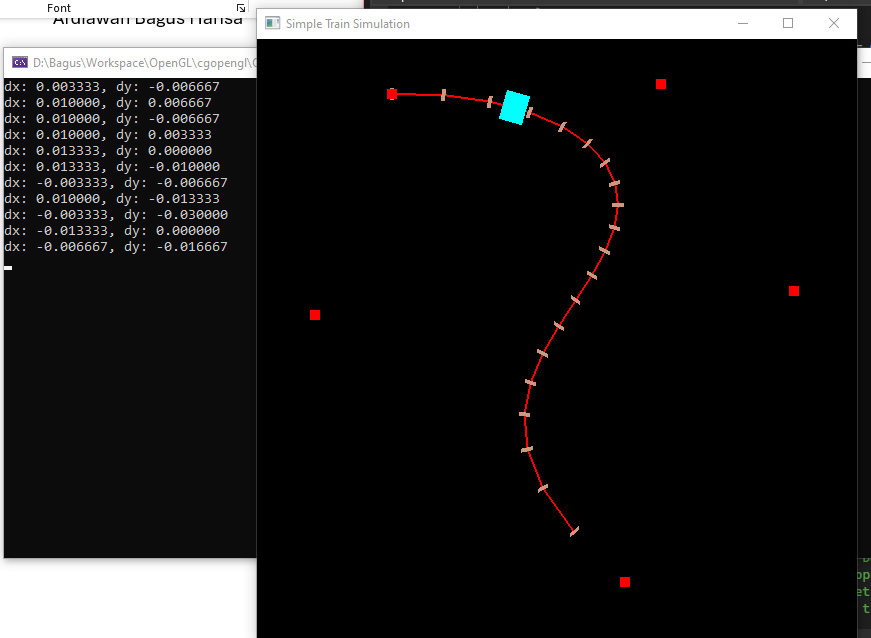 Font
Ardiawan Bagus Harisa
Simple Train Simulation
D:\Bagus\Workspace\OpenGL\cgopengl\
dx: 0.003333, dy: -0.006667
dx: 0.010000, dy: 0.006667
dx: 0.010000, dy: -0.006667
dx: 0.010000, dy: 0.003333
dx: 0.013333, dy: 0.000000
dx: 0.013333, dy: -0.010000
dx: -0.003333, dy: -0.006667
dx: 0.010000, dy: -0.013333
dx: -0.003333, dy: -0.030000
dx: -0.013333, dy: 0.000000
dx: -0.006667, dy: -0.016667